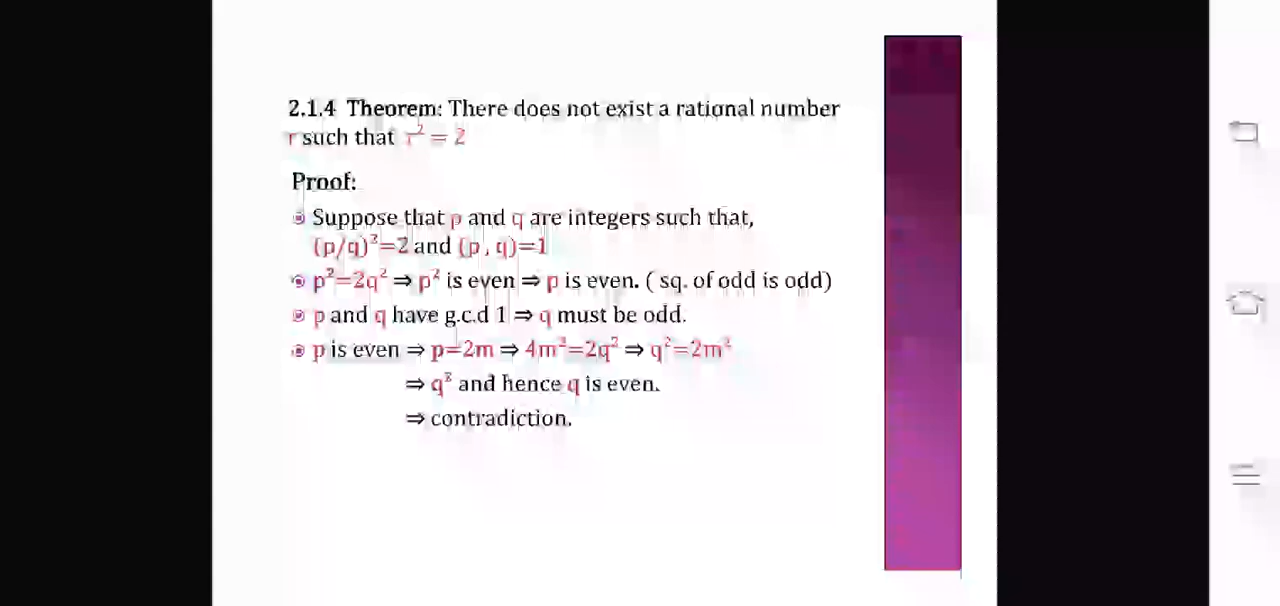 2.1.4 Theorem: There does not exist a rational number
r such that r² = 2
Proof:
Suppose that p and q are integers such that,
(p/q)²=2 and (p , q)=1
p²=2q² ⇒ p² is even ⇒ p is even. ( sq. of odd is odd)
p and q have g.c.d 1 ⇒ q must be odd.
p is even ⇒ p=2m ⇒ 4m²=2q² ⇒ q²=2m²
⇒ q² and hence q is even.
⇒ contradiction.